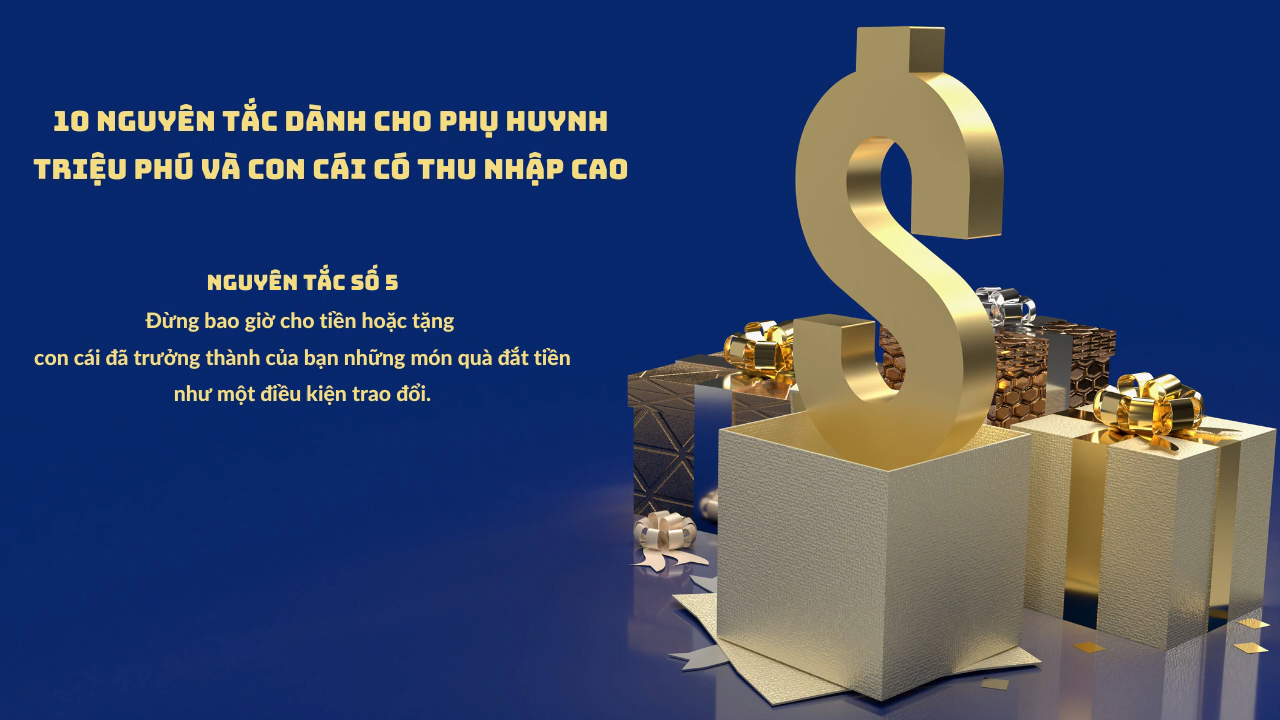 10 NGUYÊN TẮC DÀNH CHO PHỤ HUYNH
TRIỆU PHÚ VÀ CON CÁI CÓ THU NHẬP CAO
NGUYÊN TẮC SỐ 5
Đừng bao giờ cho tiền hoặc tặng
con cái đã trưởng thành của bạn những món quà đắt tiền
như một điều kiện trao đổi.